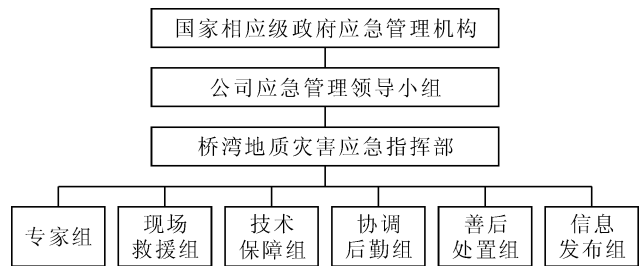 国家相应级政府应急管理机构
公司应急管理领导小组
桥湾地质灾害应急指挥部
专家组
现场
救援组
技术
保障组
协调
后勤组
善后
处置组
信息
发布组